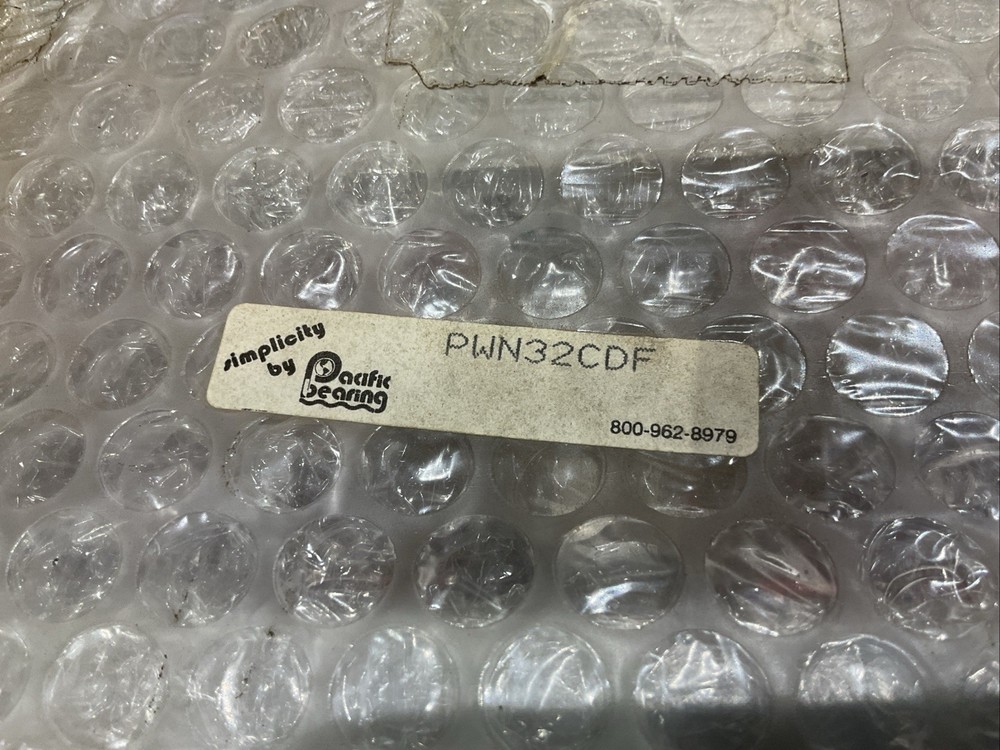 simplicity
by Pacific
bearing
PWN32CDF
800-962-8979